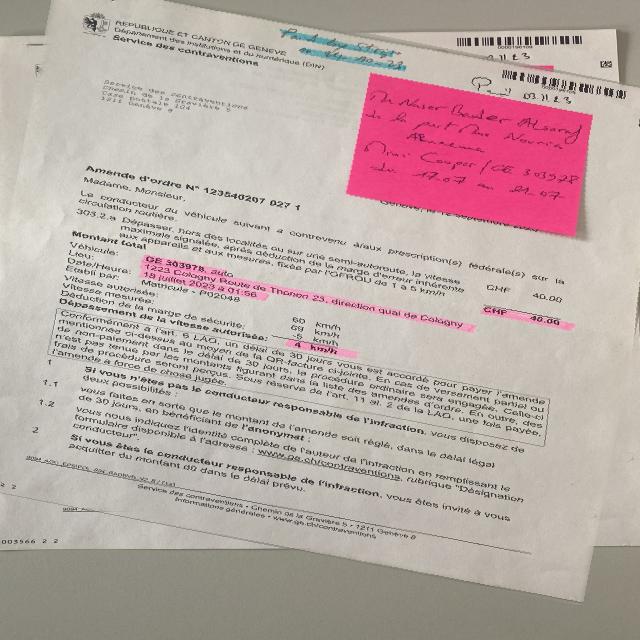 REPUBLIQUE ET CANTON DE GENEVE
Département des institutions et du numérique (DIN)
Service des contraventions
Service des contraventions
Chemin de la Gravière 5
Case postale 104
1211 Genève 8
03 11 23
de la part
Mini Cooper / GE 303978
du 17.07 au 21.07
Amende d'ordre N° 123540207 027 1
Madame, Monsieur,
Le conducteur du véhicule suivant a contrevenu à/aux prescription(s) fédérale(s) sur la
circulation routière.
303.2.a Dépasser, hors des localités ou sur une semi-autoroute, la vitesse
maximale signalée, après déduction de la marge d'erreur inhérente
aux appareils et aux mesures, fixée par l'OFROU de 1 à 5 km/h
CHF 40.00
Montant total
CHF 40.00
Véhicule: GE 303978, auto
Lieu: 1223 Cologny Route de Thonon 23, direction quai de Cologny
Date/Heure: 18 juillet 2023 à 01:56
Etabli par: Matricule - P02048
Vitesse autorisée: 60 km/h
Vitesse mesurée: 69 km/h
Déduction de la marge de sécurité: -5 km/h
Dépassement de la vitesse autorisée: 4 km/h
Conformément à l'art. 6 LAO, un délai de 30 jours vous est accordé pour payer l'amende
mentionnée ci-dessus au moyen de la QR-facture ci-jointe. En cas de versement partiel ou
de non-paiement dans le délai de 30 jours, la procédure ordinaire sera engagée. Celle-ci
n'est pas tenue par les montants figurant dans la liste des amendes d'ordre. En outre, des
frais de procédure seront perçus. Sous réserve de l'art. 11 al. 2 de la LAO, une fois payée,
l'amende a force de chose jugée.
1 Si vous n'êtes pas le conducteur responsable de l'infraction, vous disposez de
deux possibilités :
1.1 vous faites en sorte que le montant de l'amende soit réglé, dans le délai légal
de 30 jours, en bénéficiant de l'anonymat ;
1.2 vous nous indiquez l'identité complète de l'auteur de l'infraction en remplissant le
formulaire disponible à l'adresse : www.ge.ch/contraventions, rubrique "Désignation
conducteur".
2 Si vous êtes le conducteur responsable de l'infraction, vous êtes invité à vous
acquitter du montant dû dans le délai prévu.
Service des contraventions • Chemin de la Gravière 5 • 1211 Genève 8
Informations générales • www.ge.ch/contraventions
003566 2 2